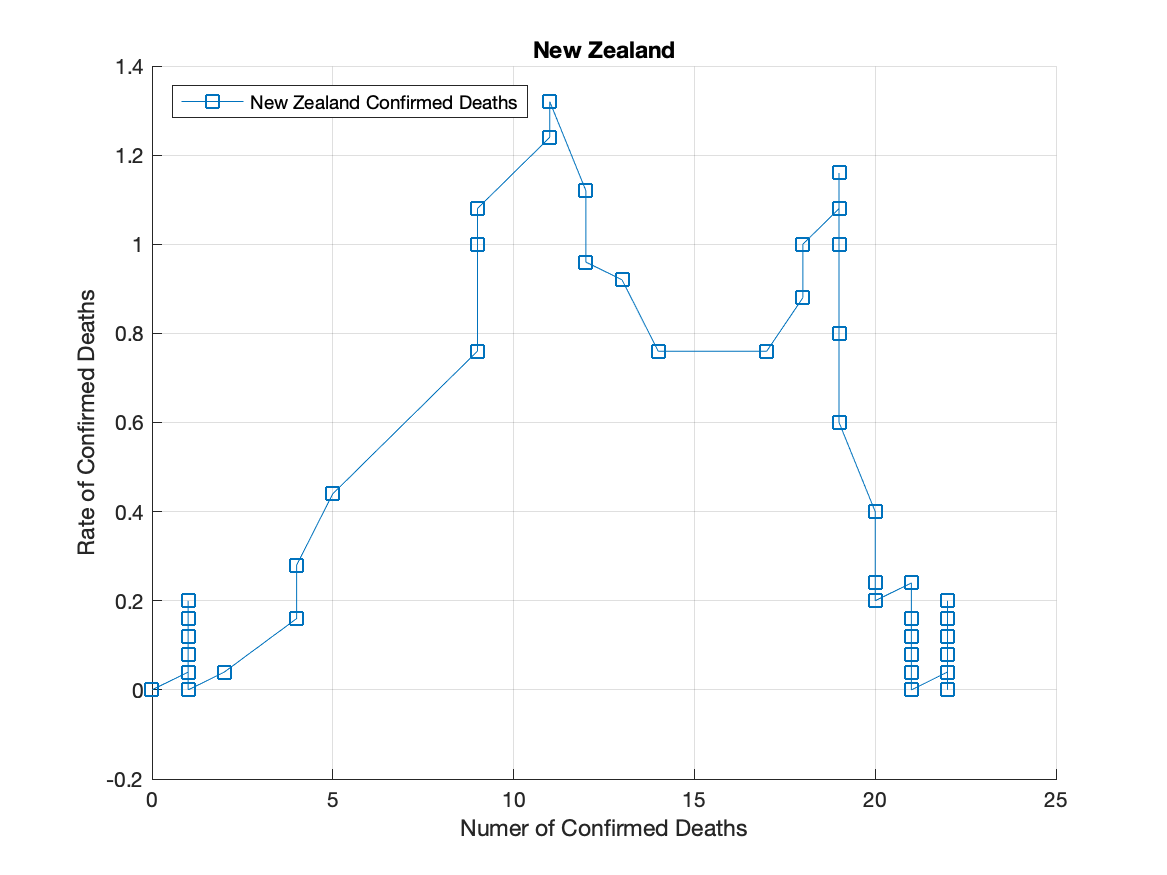 New Zealand
1.4
New Zealand Confirmed Deaths
1.2
1
0.8
0.6
0.4
0.2
0
-0.2
Rate of Confirmed Deaths
0 5 10 15 20 25
Numer of Confirmed Deaths